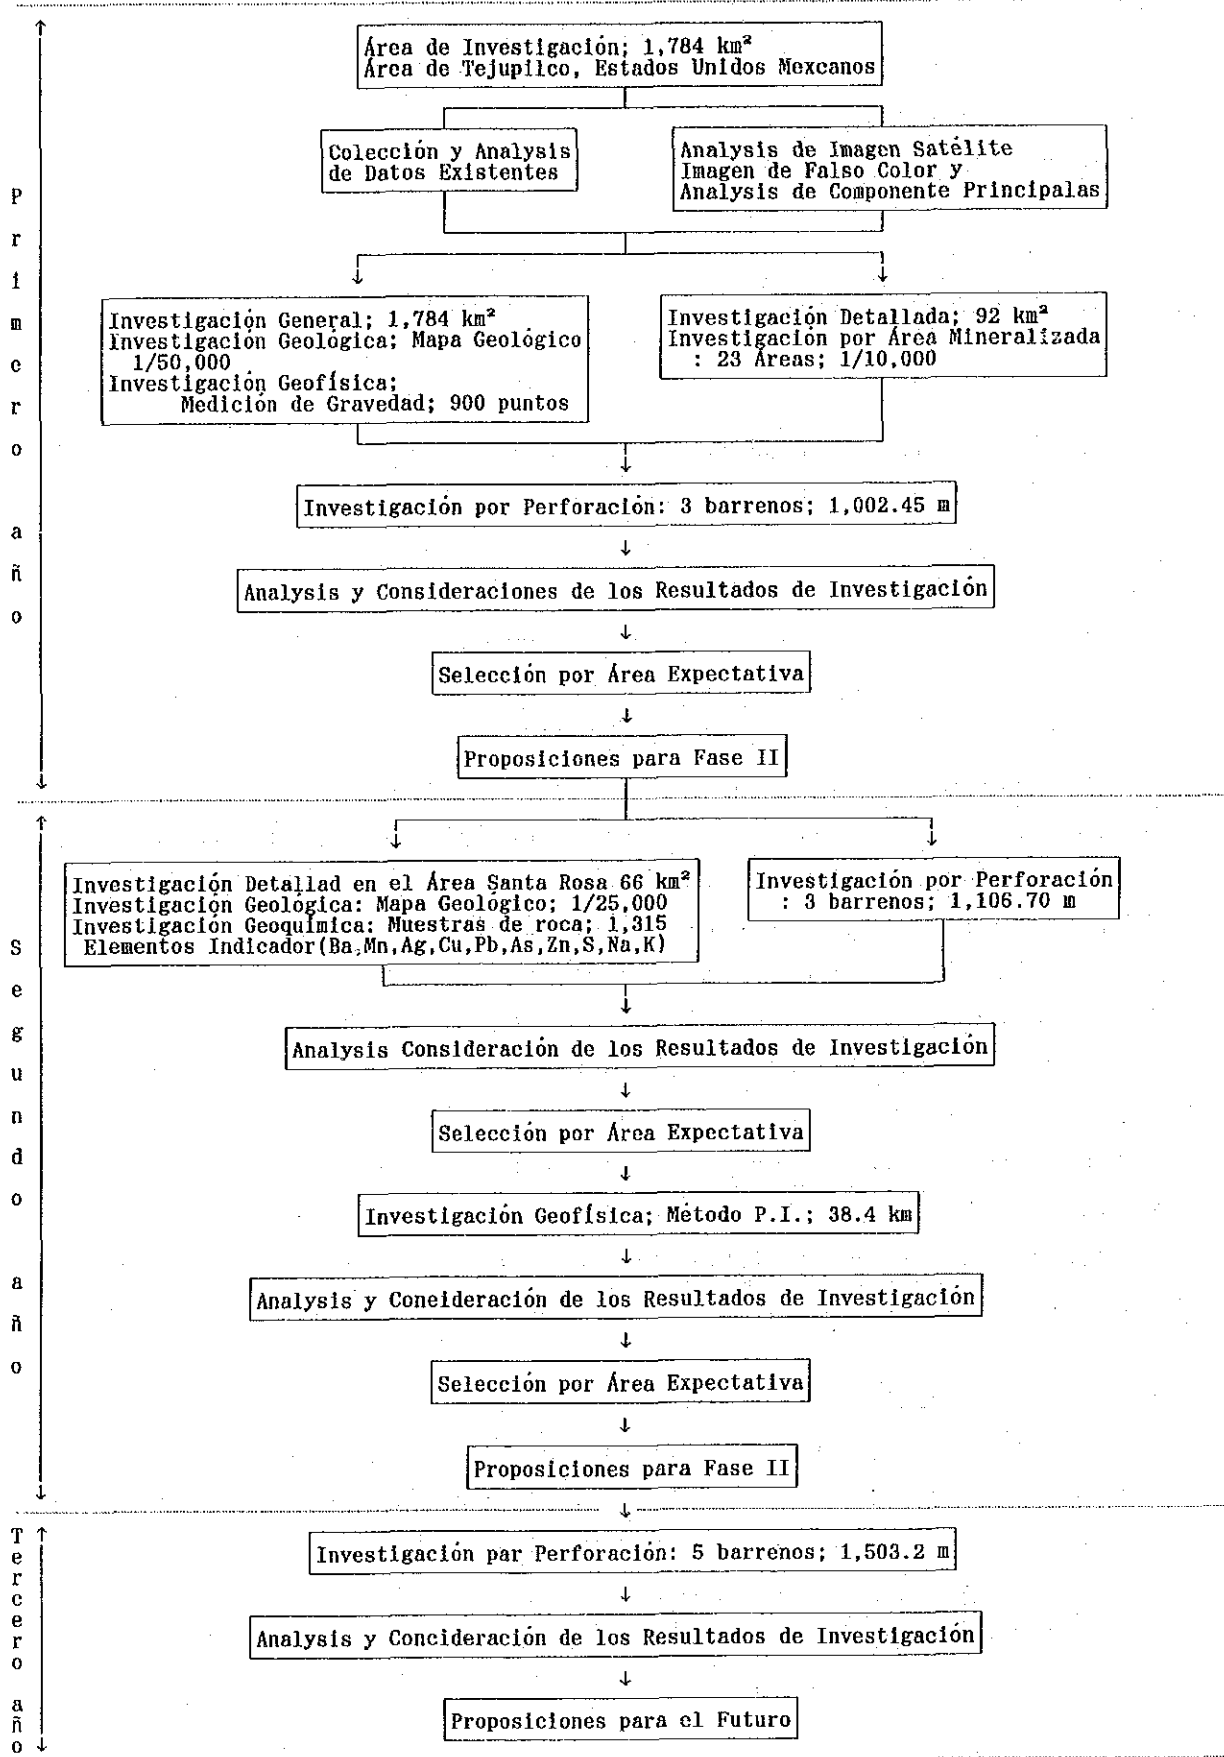 Área de Investigación; 1,784 km²
Área de Tejupilco, Estados Unidos Mexcanos
Colección y Analysis
de Datos Existentes
Analysis de Imagen Satélite
Imagen de Falso Color y
Analysis de Componente Principalas
Primero año
Investigación General; 1,784 km²
Investigación Geológica; Mapa Geológico
1/50,000
Investigación Geofísica;
Medición de Gravedad; 900 puntos
Investigación Detallada; 92 km²
Investigación por Área Mineralizada
: 23 Áreas; 1/10,000
Investigación por Perforación: 3 barrenos; 1,002.45 m
Analysis y Consideraciones de los Resultados de Investigación
Selección por Área Expectativa
Proposiciones para Fase II
Segundo año
Investigación Detallad en el Área Santa Rosa 66 km²
Investigación Geológica: Mapa Geológico; 1/25,000
Investigación Geoquímica: Muestras de roca; 1,315
Elementos Indicador(Ba,Mn,Ag,Cu,Pb,As,Zn,S,Na,K)
Investigación por Perforación
: 3 barrenos; 1,106.70 m
Analysis Consideración de los Resultados de Investigación
Selección por Área Expectativa
Investigación Geofísica; Método P.I.; 38.4 km
Analysis y Coneideración de los Resultados de Investigación
Selección por Área Expectativa
Proposiciones para Fase II
Tercero año
Investigación par Perforación: 5 barrenos; 1,503.2 m
Analysis y Concideración de los Resultados de Investigación
Proposiciones para el Futuro